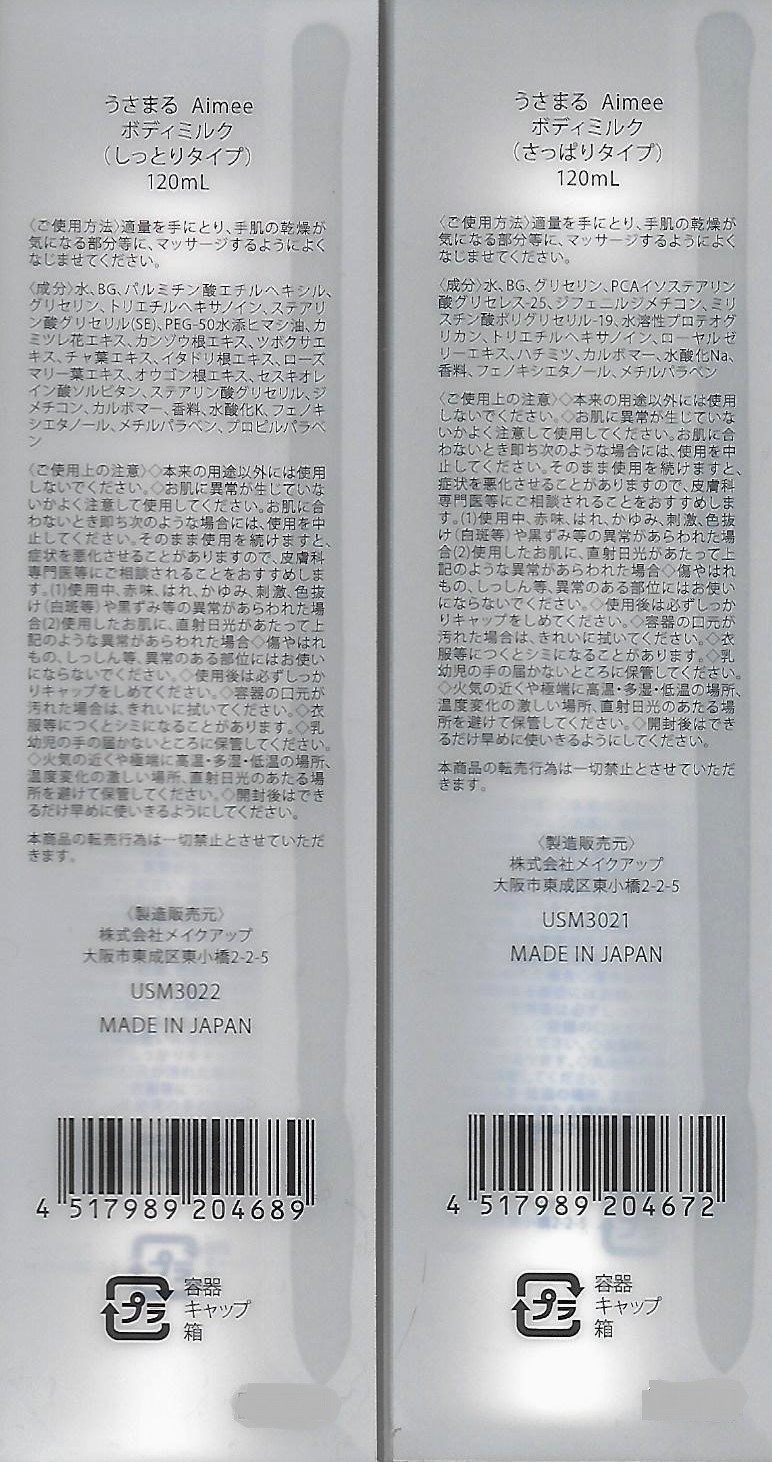 うさまる Aimee
ボディミルク
(しっとりタイプ)
120mL
〈ご使用方法〉適量を手にとり、手肌の乾燥が
気になる部分等に、マッサージするようによく
なじませてください。
〈成分〉水、BG、パルミチン酸エチルヘキシル、
グリセリン、トリエチルヘキサノイン、ステアリ
ン酸グリセリル(SE)、PEG-50水添ヒマシ油、カ
ミツレ花エキス、カンゾウ根エキス、ツボクサエ
キス、チャ葉エキス、イタドリ根エキス、ローズ
マリー葉エキス、オウゴン根エキス、セスキオレ
イン酸ソルビタン、ステアリン酸グリセリル、ジ
メチコン、カルボマー、香料、水酸化K、フェノキ
シエタノール、メチルパラベン、プロピルパラベ
ン
〈ご使用上の注意〉◇本来の用途以外には使用
しないでください。◇お肌に異常が生じていな
いかよく注意して使用してください。お肌に合
わないとき即ち次のような場合には、使用を中
止してください。そのまま使用を続けますと、
症状を悪化させることがありますので、皮膚科
専門医等にご相談されることをおすすめしま
す。(1)使用中、赤味、はれ、かゆみ、刺激、色抜
け(白斑等)や黒ずみ等の異常があらわれた場
合(2)使用したお肌に、直射日光があたって上
記のような異常があらわれた場合◇傷やはれ
もの、しっしん等、異常のある部位にはお使い
にならないでください。◇使用後は必ずしっか
りキャップをしめてください。◇容器の口元が
汚れた場合は、きれいに拭いてください。◇衣
服等につくとシミになることがあります。◇乳
幼児の手の届かないところに保管してください。
◇火気の近くや極端に高温・多湿・低温の場所、
温度変化の激しい場所、直射日光のあたる場
所を避けて保管してください。◇開封後はでき
るだけ早めに使いきるようにしてください。
本商品の転売行為は一切禁止とさせていただ
きます。
〈製造販売元〉
株式会社メイクアップ
大阪市東成区東小橋2-2-5
USM3022
MADE IN JAPAN
4 517989 204689
プラ
容器
キャップ
箱
うさまる Aimee
ボディミルク
(さっぱりタイプ)
120mL
〈ご使用方法〉適量を手にとり、手肌の乾燥が
気になる部分等に、マッサージするようによく
なじませてください。
〈成分〉水、BG、グリセリン、PCAイソステアリン
酸グリセレス-25、ジフェニルジメチコン、ミリ
スチン酸ポリグリセリル-19、水溶性プロテオグ
リカン、トリエチルヘキサノイン、ローヤルゼ
リーエキス、ハチミツ、カルボマー、水酸化Na、
香料、フェノキシエタノール、メチルパラベン
〈ご使用上の注意〉◇本来の用途以外には使用
しないでください。◇お肌に異常が生じていな
いかよく注意して使用してください。お肌に合
わないとき即ち次のような場合には、使用を中
止してください。そのまま使用を続けますと、
症状を悪化させることがありますので、皮膚科
専門医等にご相談されることをおすすめしま
す。(1)使用中、赤味、はれ、かゆみ、刺激、色抜
け(白斑等)や黒ずみ等の異常があらわれた場
合(2)使用したお肌に、直射日光があたって上
記のような異常があらわれた場合◇傷やはれ
もの、しっしん等、異常のある部位にはお使い
にならないでください。◇使用後は必ずしっか
りキャップをしめてください。◇容器の口元が
汚れた場合は、きれいに拭いてください。◇衣
服等につくとシミになることがあります。◇乳
幼児の手の届かないところに保管してください。
◇火気の近くや極端に高温・多湿・低温の場所、
温度変化の激しい場所、直射日光のあたる場
所を避けて保管してください。◇開封後はでき
るだけ早めに使いきるようにしてください。
本商品の転売行為は一切禁止とさせていただ
きます。
〈製造販売元〉
株式会社メイクアップ
大阪市東成区東小橋2-2-5
USM3021
MADE IN JAPAN
4 517989 204672
プラ
容器
キャップ
箱